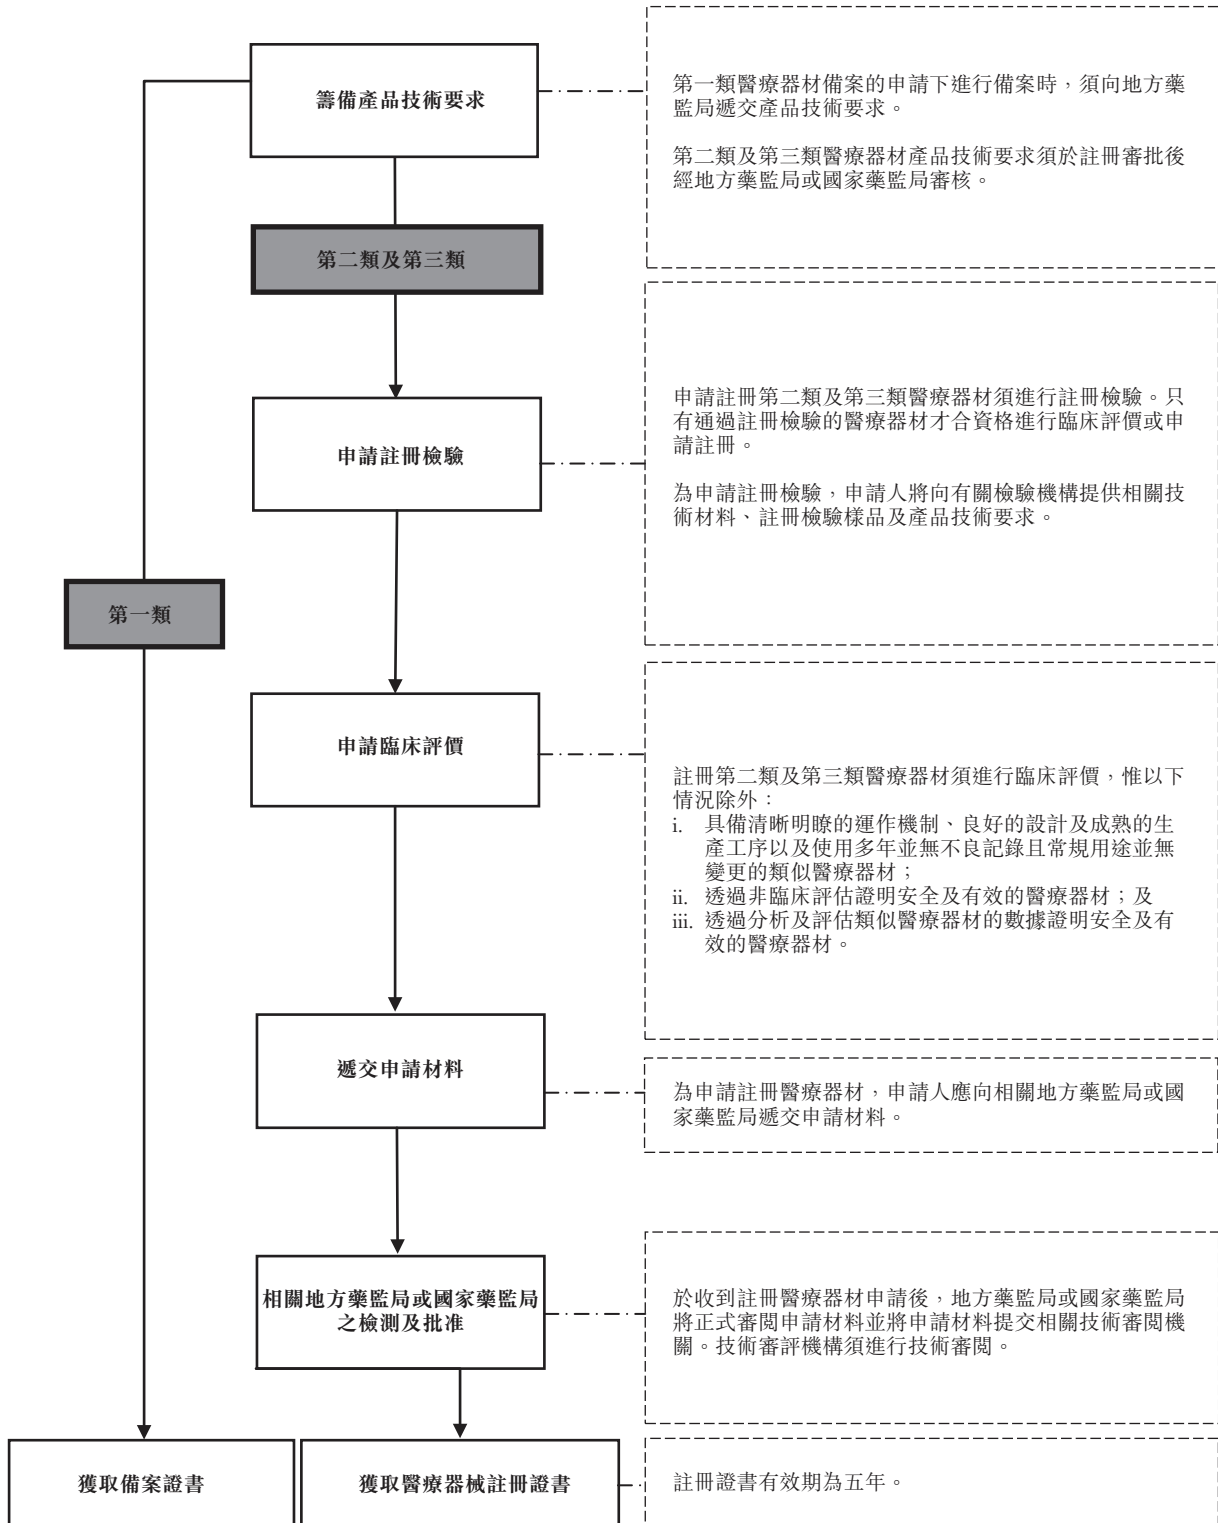 籌備產品技術要求
第一類醫療器材備案的申請下進行備案時，須向地方藥
監局遞交產品技術要求。
第二類及第三類醫療器材產品技術要求須於註冊審批後
經地方藥監局或國家藥監局審核。
第二類及第三類
申請註冊檢驗
申請註冊第二類及第三類醫療器材須進行註冊檢驗。只
有通過註冊檢驗的醫療器材才合資格進行臨床評價或申
請註冊。
為申請註冊檢驗，申請人將向有關檢驗機構提供相關技
術材料、註冊檢驗樣品及產品技術要求。
第一類
申請臨床評價
註冊第二類及第三類醫療器材須進行臨床評價，惟以下
情況除外：
i. 具備清晰明瞭的運作機制、良好的設計及成熟的生
產工序以及使用多年並無不良記錄且常規用途並無
變更的類似醫療器材；
ii. 透過非臨床評估證明安全及有效的醫療器材；及
iii. 透過分析及評估類似醫療器材的數據證明安全及有
效的醫療器材。
遞交申請材料
為申請註冊醫療器材，申請人應向相關地方藥監局或國
家藥監局遞交申請材料。
相關地方藥監局或國家藥監局
之檢測及批准
於收到註冊醫療器材申請後，地方藥監局或國家藥監局
將正式審閱申請材料並將申請材料提交相關技術審閱機
關。技術審評機構須進行技術審閱。
獲取備案證書
獲取醫療器械註冊證書
註冊證書有效期為五年。